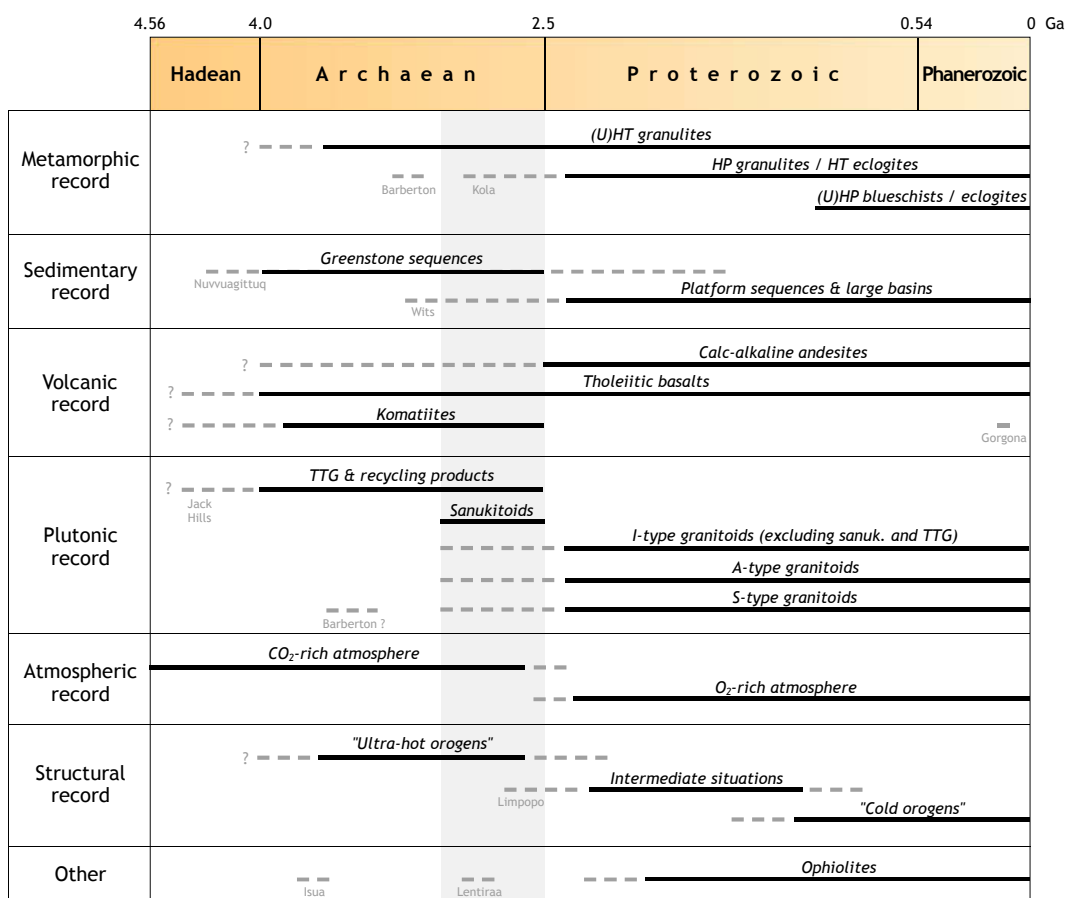 4.56 4.0 2.5 0.54 0 Ga
Hadean Archaean Proterozoic Phanerozoic
(U)HT granulites
?
Metamorphic
record
HP granulites / HT eclogites
Barberton Kola
(U)HP blueschists / eclogites
Sedimentary
record
Greenstone sequences
Nuvvuagittuq
Platform sequences & large basins
Wits
Volcanic
record
Calc-alkaline andesites
?
Tholeiitic basalts
?
Komatiites
?
Gorgona
Plutonic
record
TTG & recycling products
?
Jack
Hills
Sanukitoids
I-type granitoids (excluding sanuk. and TTG)
A-type granitoids
S-type granitoids
Barberton ?
Atmospheric
record
CO₂-rich atmosphere
O₂-rich atmosphere
Structural
record
"Ultra-hot orogens"
?
Intermediate situations
Limpopo
"Cold orogens"
Other
Ophiolites
Isua Lentiraa